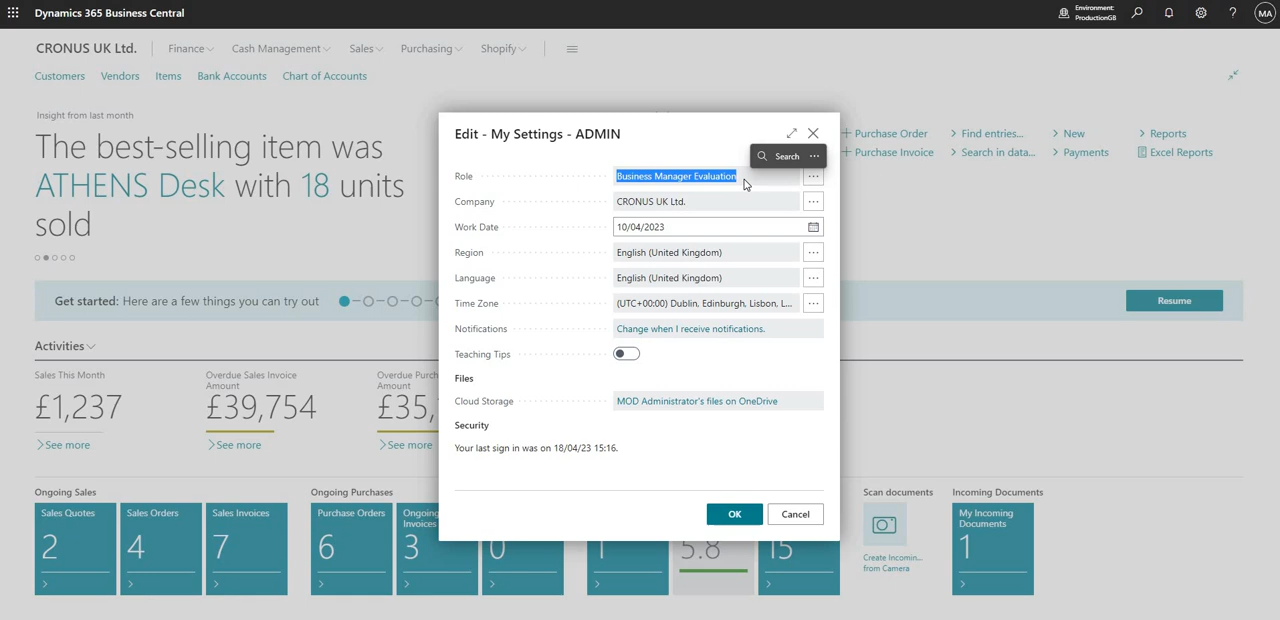 Dynamics 365 Business Central
Environment:
ProductionGB
?
MA
CRONUS UK Ltd.
Finance
Cash Management
Sales
Purchasing
Shopify
Customers
Vendors
Items
Bank Accounts
Chart of Accounts
Insight from last month
The best-selling item was
ATHENS Desk with 18 units
sold
+ Purchase Order
> Find entries...
> New
> Reports
+ Purchase Invoice
> Search in data...
> Payments
Excel Reports
Get started: Here are a few things you can try out
Resume
Activities
Sales This Month
£1,237
> See more
Overdue Sales Invoice
Amount
£39,754
> See more
Overdue Purch
Amount
£35,
> See more
Ongoing Sales
Sales Quotes
2
Sales Orders
4
Sales Invoices
7
Ongoing Purchases
Purchase Orders
6
Ongoing
Invoices
3
0
1
5.8
15
Scan documents
Create Incomin...
from Camera
Incoming Documents
My Incoming
Documents
1
Edit - My Settings - ADMIN
Search ...
Role
Business Manager Evaluation
Company
CRONUS UK Ltd.
Work Date
10/04/2023
Region
English (United Kingdom)
Language
English (United Kingdom)
Time Zone
(UTC+00:00) Dublin, Edinburgh, Lisbon, L...
Notifications
Change when I receive notifications.
Teaching Tips
Files
Cloud Storage
MOD Administrator's files on OneDrive
Security
Your last sign in was on 18/04/23 15:16.
OK
Cancel